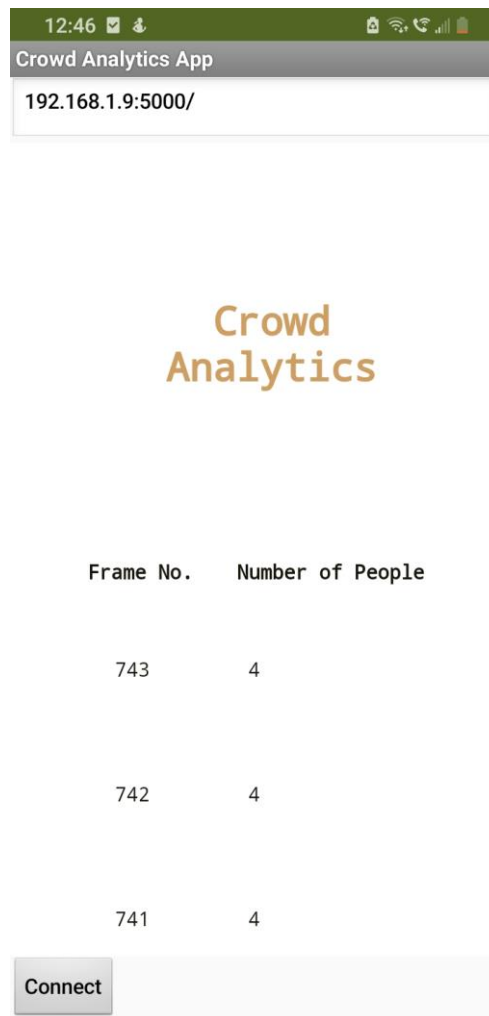 12:46
Crowd Analytics App
192.168.1.9:5000/
Crowd
Analytics
Frame No. Number of People
743 4
742 4
741 4
Connect